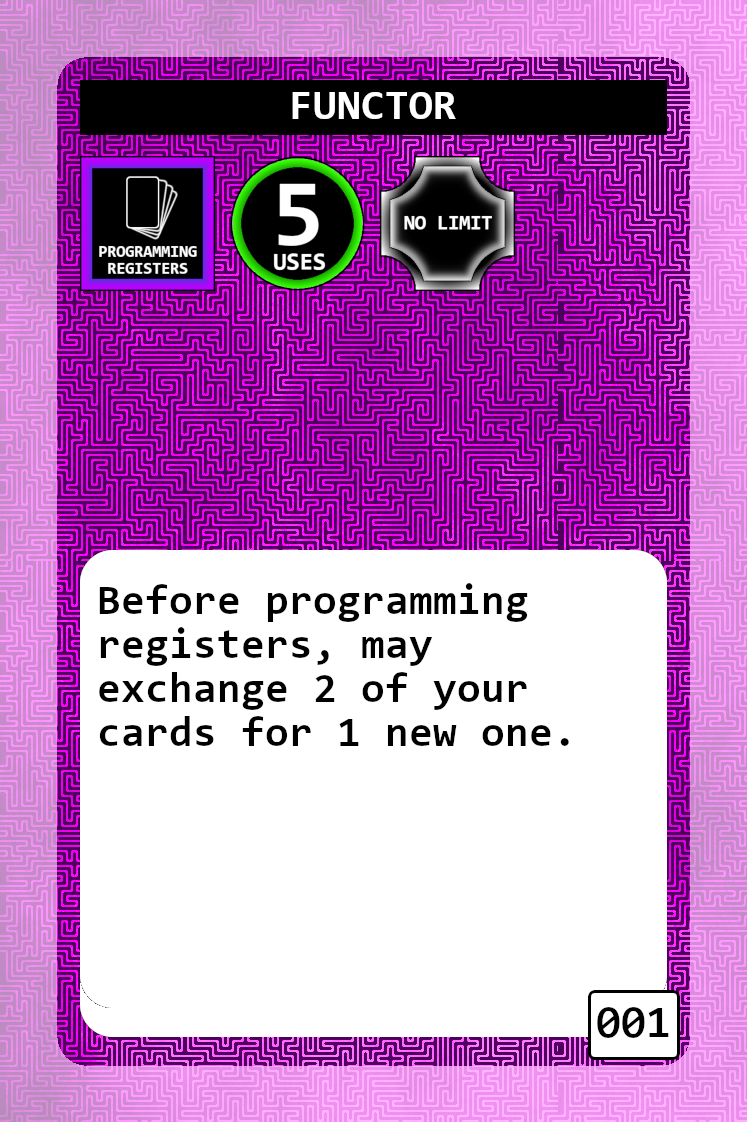 FUNCTOR
PROGRAMMING
REGISTERS
5
USES
NO LIMIT
Before programming
registers, may
exchange 2 of your
cards for 1 new one.
001